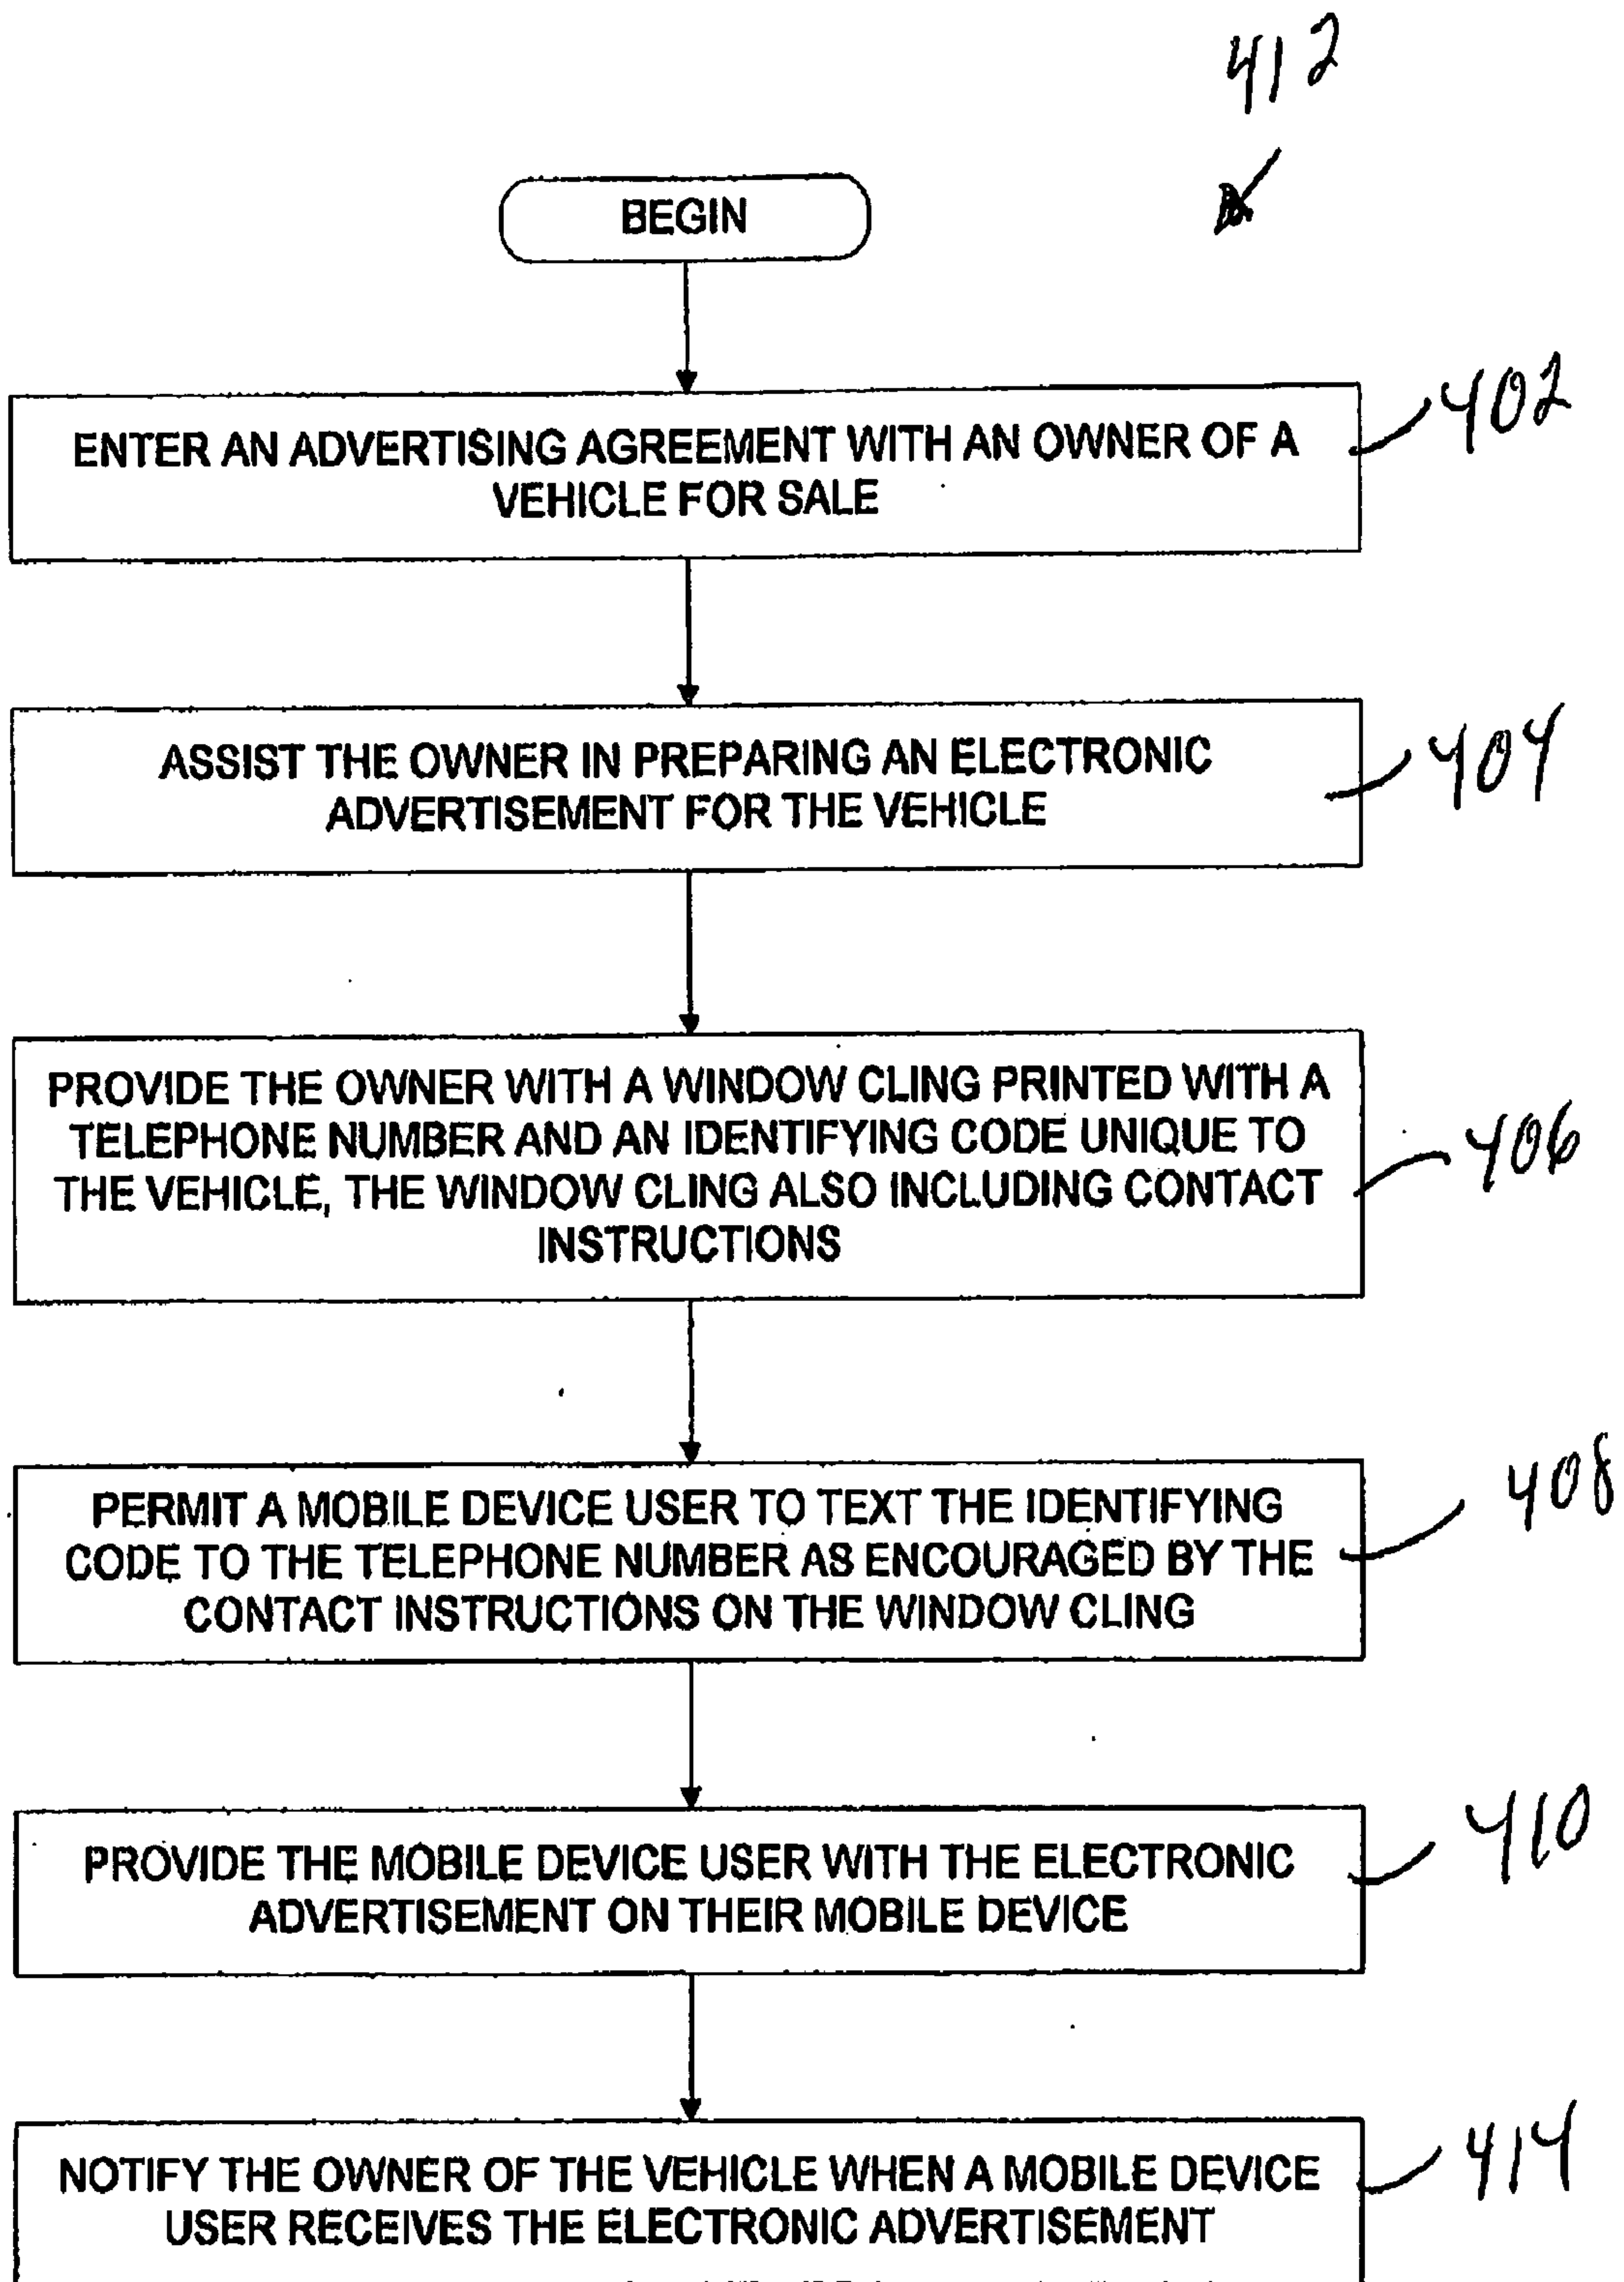 412
BEGIN
402
ENTER AN ADVERTISING AGREEMENT WITH AN OWNER OF A
VEHICLE FOR SALE
404
ASSIST THE OWNER IN PREPARING AN ELECTRONIC
ADVERTISEMENT FOR THE VEHICLE
406
PROVIDE THE OWNER WITH A WINDOW CLING PRINTED WITH A
TELEPHONE NUMBER AND AN IDENTIFYING CODE UNIQUE TO
THE VEHICLE, THE WINDOW CLING ALSO INCLUDING CONTACT
INSTRUCTIONS
408
PERMIT A MOBILE DEVICE USER TO TEXT THE IDENTIFYING
CODE TO THE TELEPHONE NUMBER AS ENCOURAGED BY THE
CONTACT INSTRUCTIONS ON THE WINDOW CLING
410
PROVIDE THE MOBILE DEVICE USER WITH THE ELECTRONIC
ADVERTISEMENT ON THEIR MOBILE DEVICE
414
NOTIFY THE OWNER OF THE VEHICLE WHEN A MOBILE DEVICE
USER RECEIVES THE ELECTRONIC ADVERTISEMENT